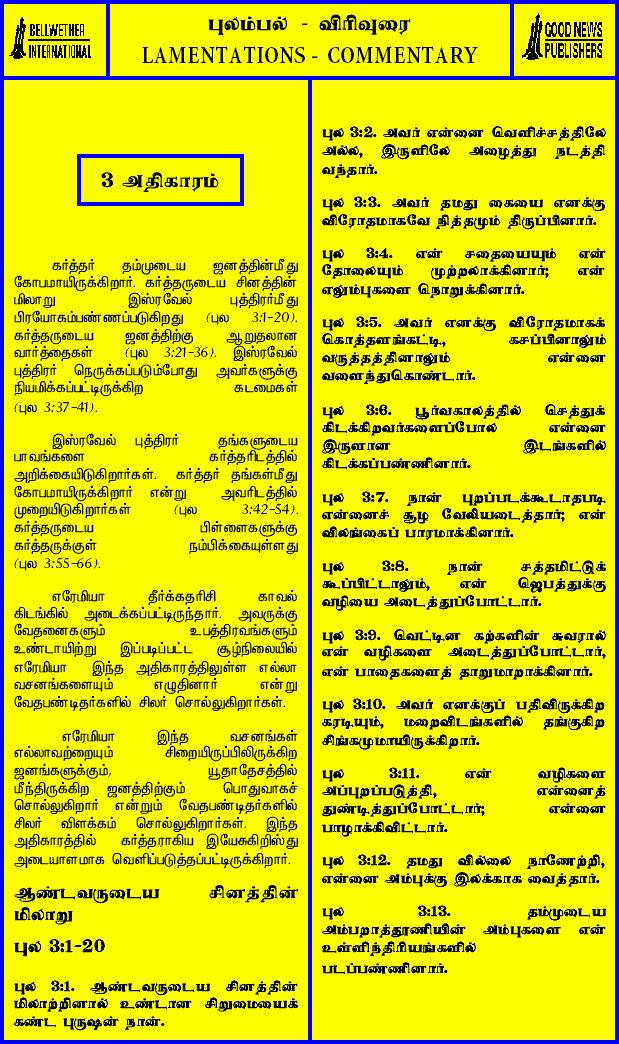 BELLWETHER
INTERNATIONAL
புலம்பல் - விரிவுரை
LAMENTATIONS - COMMENTARY
GOOD NEWS
PUBLISHERS
3 அதிகாரம்
கர்த்தர் தம்முடைய ஜனத்தின்மீது
கோபமாயிருக்கிறார். கர்த்தருடைய சினத்தின்
மிலாறு இஸ்ரவேல் புத்திரர்மீது
பிரயோகம்பண்ணப்படுகிறது (புல 3:1-20).
கர்த்தருடைய ஜனத்திற்கு ஆறுதலான
வார்த்தைகள் (புல 3:21-36). இஸ்ரவேல்
புத்திரர் நெருக்கப்படும்போது அவர்களுக்கு
நியமிக்கப்பட்டிருக்கிற கடமைகள்
(புல 3:37-41).
இஸ்ரவேல் புத்திரர் தங்களுடைய
பாவங்களை கர்த்தரிடத்தில்
அறிக்கையிடுகிறார்கள். கர்த்தர் தங்கள்மீது
கோபமாயிருக்கிறார் என்று அவரிடத்தில்
முறையிடுகிறார்கள் (புல 3:42-54).
கர்த்தருடைய பிள்ளைகளுக்கு
கர்த்தருக்குள் நம்பிக்கையுள்ளது
(புல 3:55-66).
எரேமியா தீர்க்கதரிசி காவல்
கிடங்கில் அடைக்கப்பட்டிருந்தார். அவருக்கு
வேதனைகளும் உபத்திரவங்களும்
உண்டாயிற்று இப்படிப்பட்ட சூழ்நிலையில்
எரேமியா இந்த அதிகாரத்திலுள்ள எல்லா
வசனங்களையும் எழுதினார் என்று
வேதபண்டிதர்களில் சிலர் சொல்லுகிறார்கள்.
எரேமியா இந்த வசனங்கள்
எல்லாவற்றையும் சிறையிருப்பிலிருக்கிற
ஜனங்களுக்கும், யூதாதேசத்தில்
மீந்திருக்கிற ஜனத்திற்கும் பொதுவாகச்
சொல்லுகிறார் என்றும் வேதபண்டிதர்களில்
சிலர் விளக்கம் சொல்லுகிறார்கள். இந்த
அதிகாரத்தில் கர்த்தராகிய இயேசுகிறிஸ்து
அடையாளமாக வெளிப்படுத்தப்பட்டிருக்கிறார்.
ஆண்டவருடைய சினத்தின்
மிலாறு
புல 3:1-20
புல 3:1. ஆண்டவருடைய சினத்தின்
மிலாற்றினால் உண்டான சிறுமையைக்
கண்ட புருஷன் நான்.
புல 3:2. அவர் என்னை வெளிச்சத்திலே
அல்ல, இருளிலே அழைத்து நடத்தி
வந்தார்.
புல 3:3. அவர் தமது கையை எனக்கு
விரோதமாகவே நித்தமும் திருப்பினார்.
புல 3:4. என் சதையையும் என்
தோலையும் முற்றலாக்கினார்; என்
எலும்புகளை நொறுக்கினார்.
புல 3:5. அவர் எனக்கு விரோதமாகக்
கொத்தளங்கட்டி, கசப்பினாலும்
வருத்தத்தினாலும் என்னை
வளைந்துகொண்டார்.
புல 3:6. பூர்வகாலத்தில் செத்துக்
கிடக்கிறவர்களைப்போல் என்னை
இருளான இடங்களில்
கிடக்கப்பண்ணினார்.
புல 3:7. நான் புறப்படக்கூடாதபடி
என்னைச் சூழ வேலியடைத்தார்; என்
விலங்கைப் பாரமாக்கினார்.
புல 3:8. நான் சத்தமிட்டுக்
கூப்பிட்டாலும், என் ஜெபத்துக்கு
வழியை அடைத்துப்போட்டார்.
புல 3:9. வெட்டின கற்களின் சுவரால்
என் வழிகளை அடைத்துப்போட்டார்,
என் பாதைகளைத் தாறுமாறாக்கினார்.
புல 3:10. அவர் எனக்குப் பதிவிருக்கிற
கரடியும், மறைவிடங்களில் தங்குகிற
சிங்கமுமாயிருக்கிறார்.
புல 3:11. என் வழிகளை
அப்புறப்படுத்தி, என்னைத்
துண்டித்துப்போட்டார்; என்னை
பாழாக்கிவிட்டார்.
புல 3:12. தமது வில்லை நாணேற்றி,
என்னை அம்புக்கு இலக்காக வைத்தார்.
புல 3:13. தம்முடைய
அம்பறாத்தூணியின் அம்புகளை என்
உள்ளிந்திரியங்களில்
படப்பண்ணினார்.